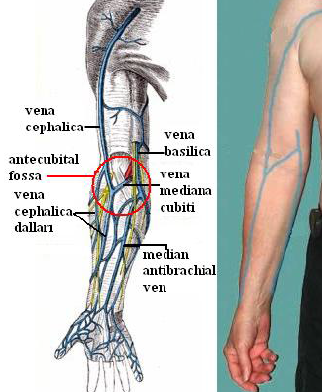 vena
cephalica
vena
basilica
antecubital
fossa
vena
mediana
cubiti
vena
cephalica
dalları
median
antibrachial
ven